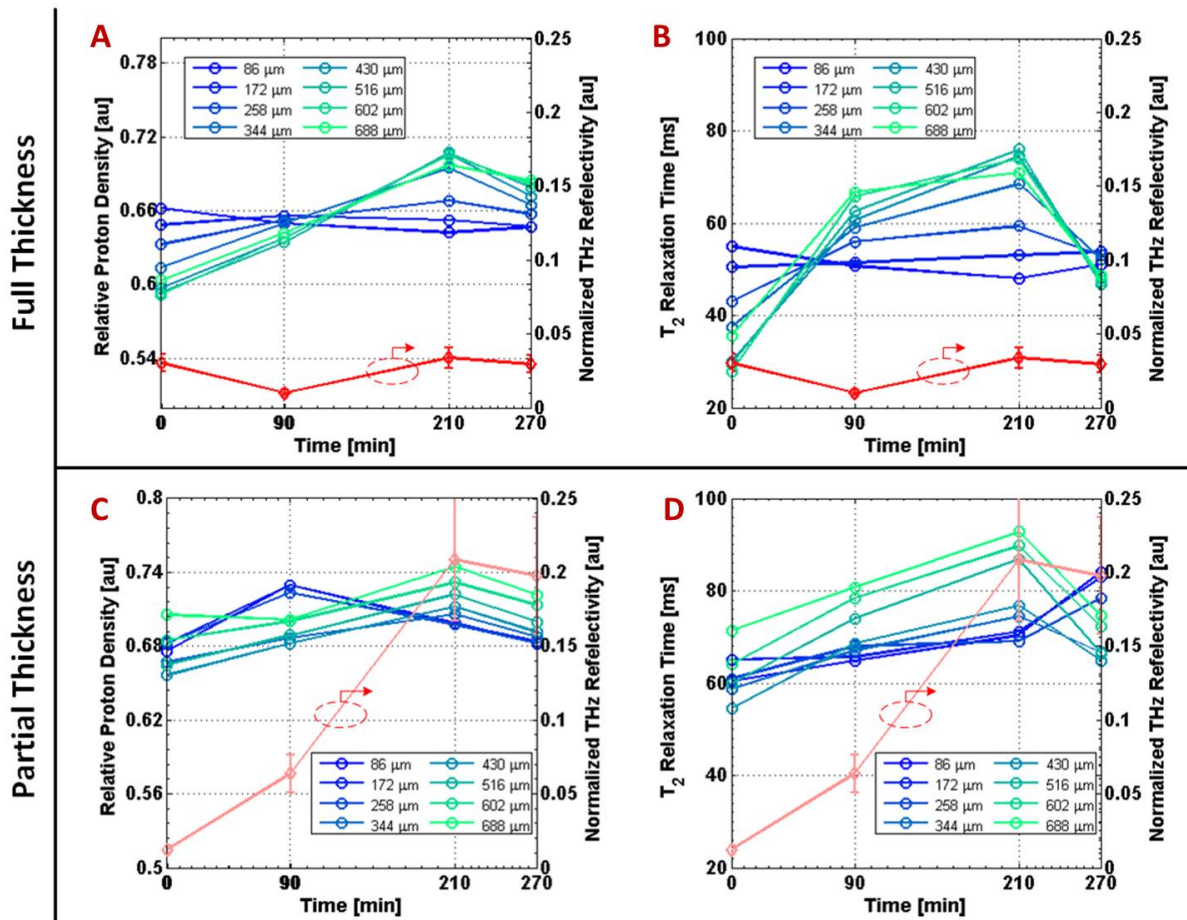 Full Thickness
A
Relative Proton Density [au]
0.78
0.72
0.66
0.6
0.54
86 µm
172 µm
258 µm
344 µm
430 µm
516 µm
602 µm
688 µm
0.25
0.2
0.15
0.1
0.05
0
Normalized THz Refelectivity [au]
0 90 210 270
Time [min]
B
T2 Relaxation Time [ms]
100
80
60
40
20
86 µm
172 µm
258 µm
344 µm
430 µm
516 µm
602 µm
688 µm
0.25
0.2
0.15
0.1
0.05
0
Normalized THz Refelectivity [au]
0 90 210 270
Time [min]
Partial Thickness
C
Relative Proton Density [au]
0.8
0.74
0.68
0.62
0.56
0.5
86 µm
172 µm
258 µm
344 µm
430 µm
516 µm
602 µm
688 µm
0.25
0.2
0.15
0.1
0.05
0
Normalized THz Refelectivity [au]
0 90 210 270
Time [min]
D
T2 Relaxation Time [ms]
100
80
60
40
20
86 µm
172 µm
258 µm
344 µm
430 µm
516 µm
602 µm
688 µm
0.25
0.2
0.15
0.1
0.05
0
Normalized THz Refelectivity [au]
0 90 210 270
Time [min]